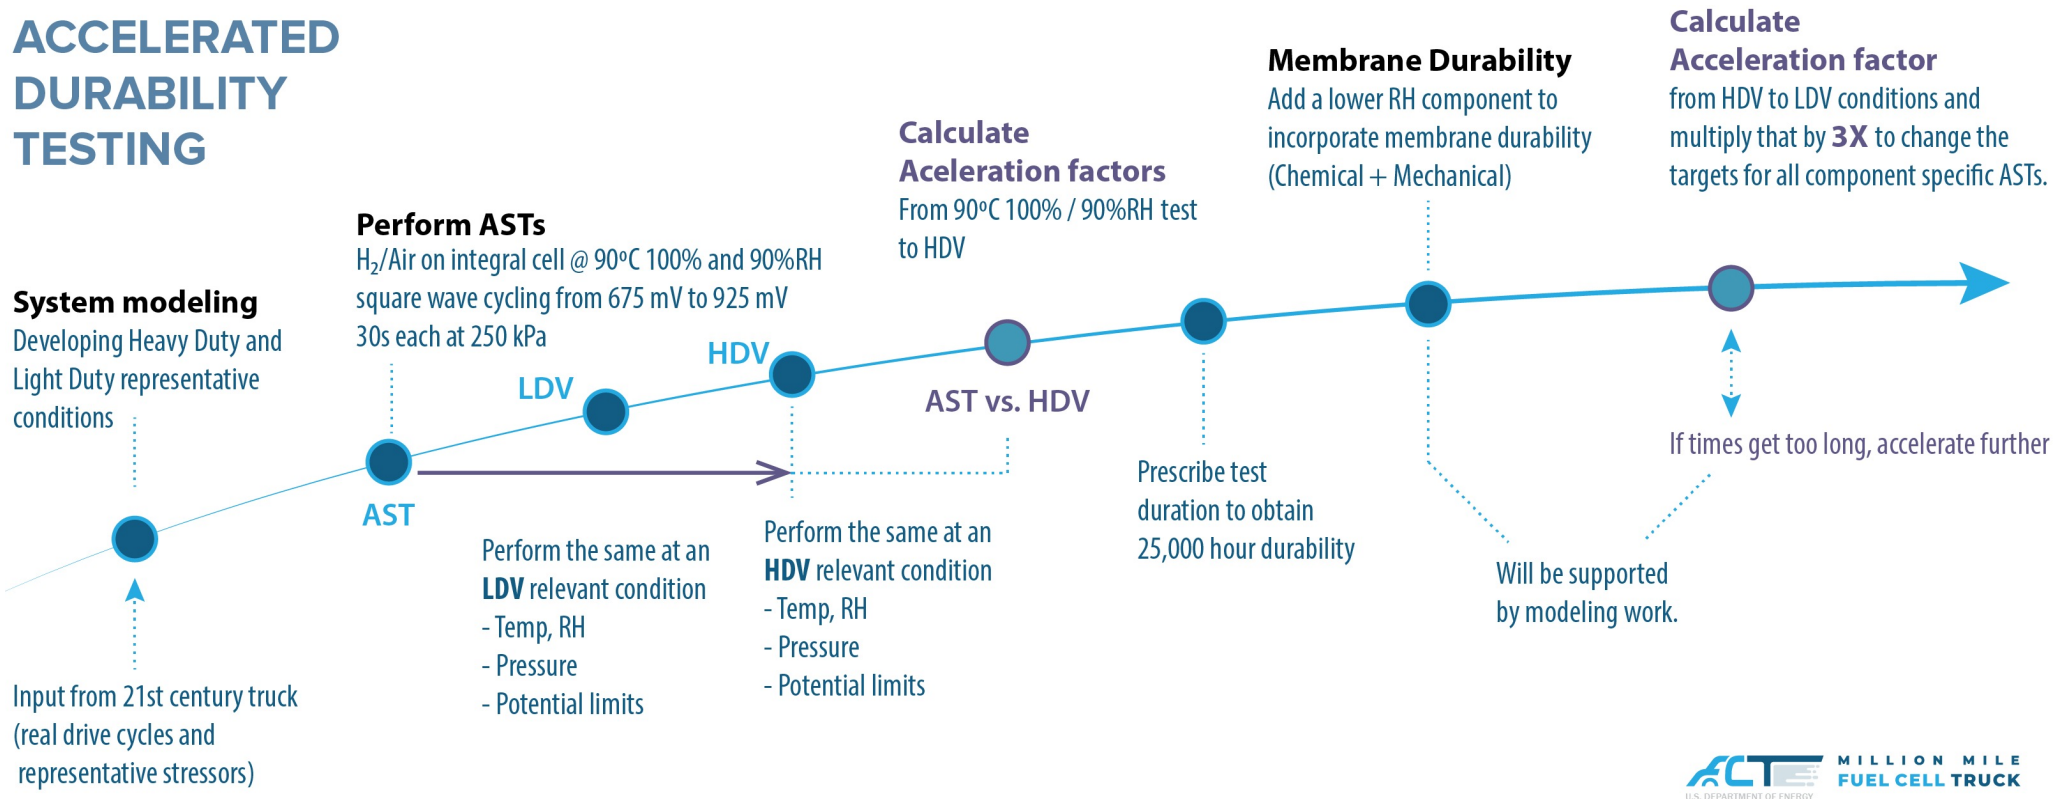 ACCELERATED
DURABILITY
TESTING
System modeling
Developing Heavy Duty and
Light Duty representative
conditions
Input from 21st century truck
(real drive cycles and
representative stressors)
Perform ASTs
H₂/Air on integral cell @ 90ºC 100% and 90%RH
square wave cycling from 675 mV to 925 mV
30s each at 250 kPa
AST
LDV
Perform the same at an
LDV relevant condition
- Temp, RH
- Pressure
- Potential limits
HDV
Perform the same at an
HDV relevant condition
- Temp, RH
- Pressure
- Potential limits
Calculate
Aceleration factors
From 90ºC 100% / 90%RH test
to HDV
AST vs. HDV
Prescribe test
duration to obtain
25,000 hour durability
Membrane Durability
Add a lower RH component to
incorporate membrane durability
(Chemical + Mechanical)
Calculate
Acceleration factor
from HDV to LDV conditions and
multiply that by 3X to change the
targets for all component specific ASTs.
If times get too long, accelerate further
Will be supported
by modeling work.
MILLION MILE
FUEL CELL TRUCK
U.S. DEPARTMENT OF ENERGY